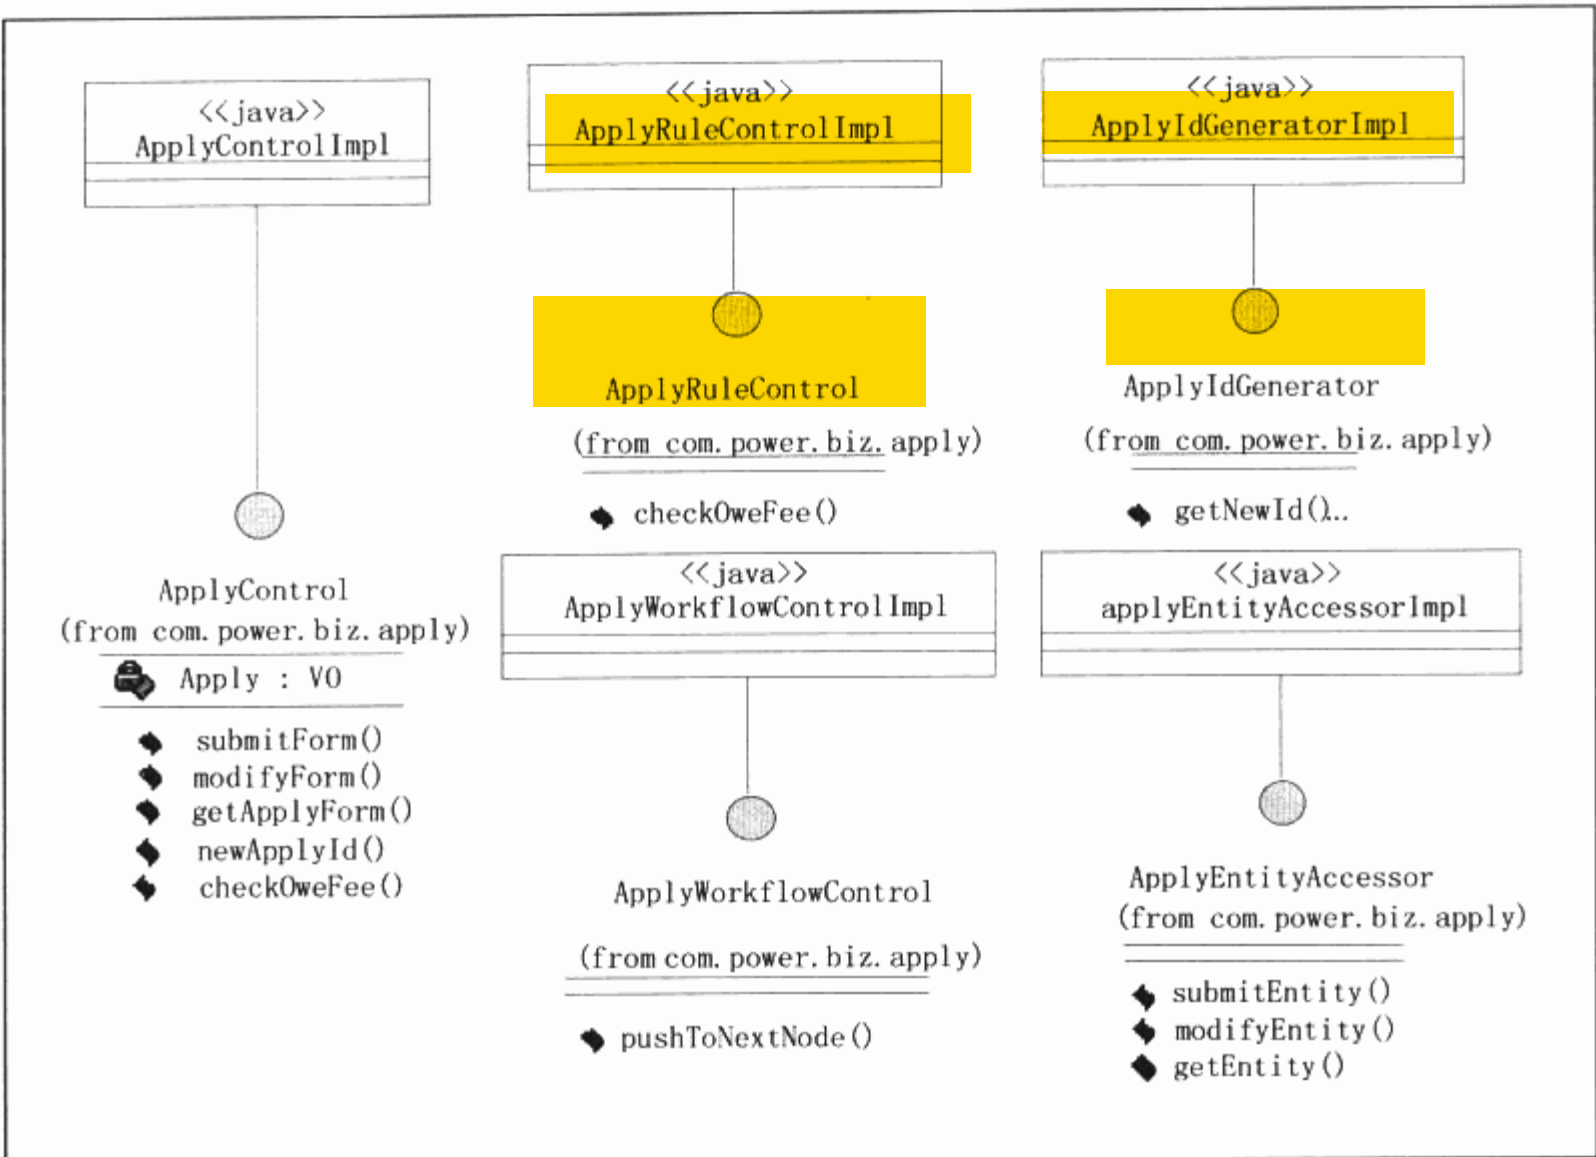 <<java>>
ApplyControlImpl
ApplyControl
(from com.power.biz.apply)
Apply : VO
submitForm()
modifyForm()
getApplyForm()
newApplyId()
checkOweFee()
<<java>>
ApplyRuleControlImpl
ApplyRuleControl
(from com.power.biz.apply)
checkOweFee()
<<java>>
ApplyIdGeneratorImpl
ApplyIdGenerator
(from com.power.biz.apply)
getNewId()...
<<java>>
ApplyWorkflowControlImpl
ApplyWorkflowControl
(from com.power.biz.apply)
pushToNextNode()
<<java>>
applyEntityAccessorImpl
ApplyEntityAccessor
(from com.power.biz.apply)
submitEntity()
modifyEntity()
getEntity()